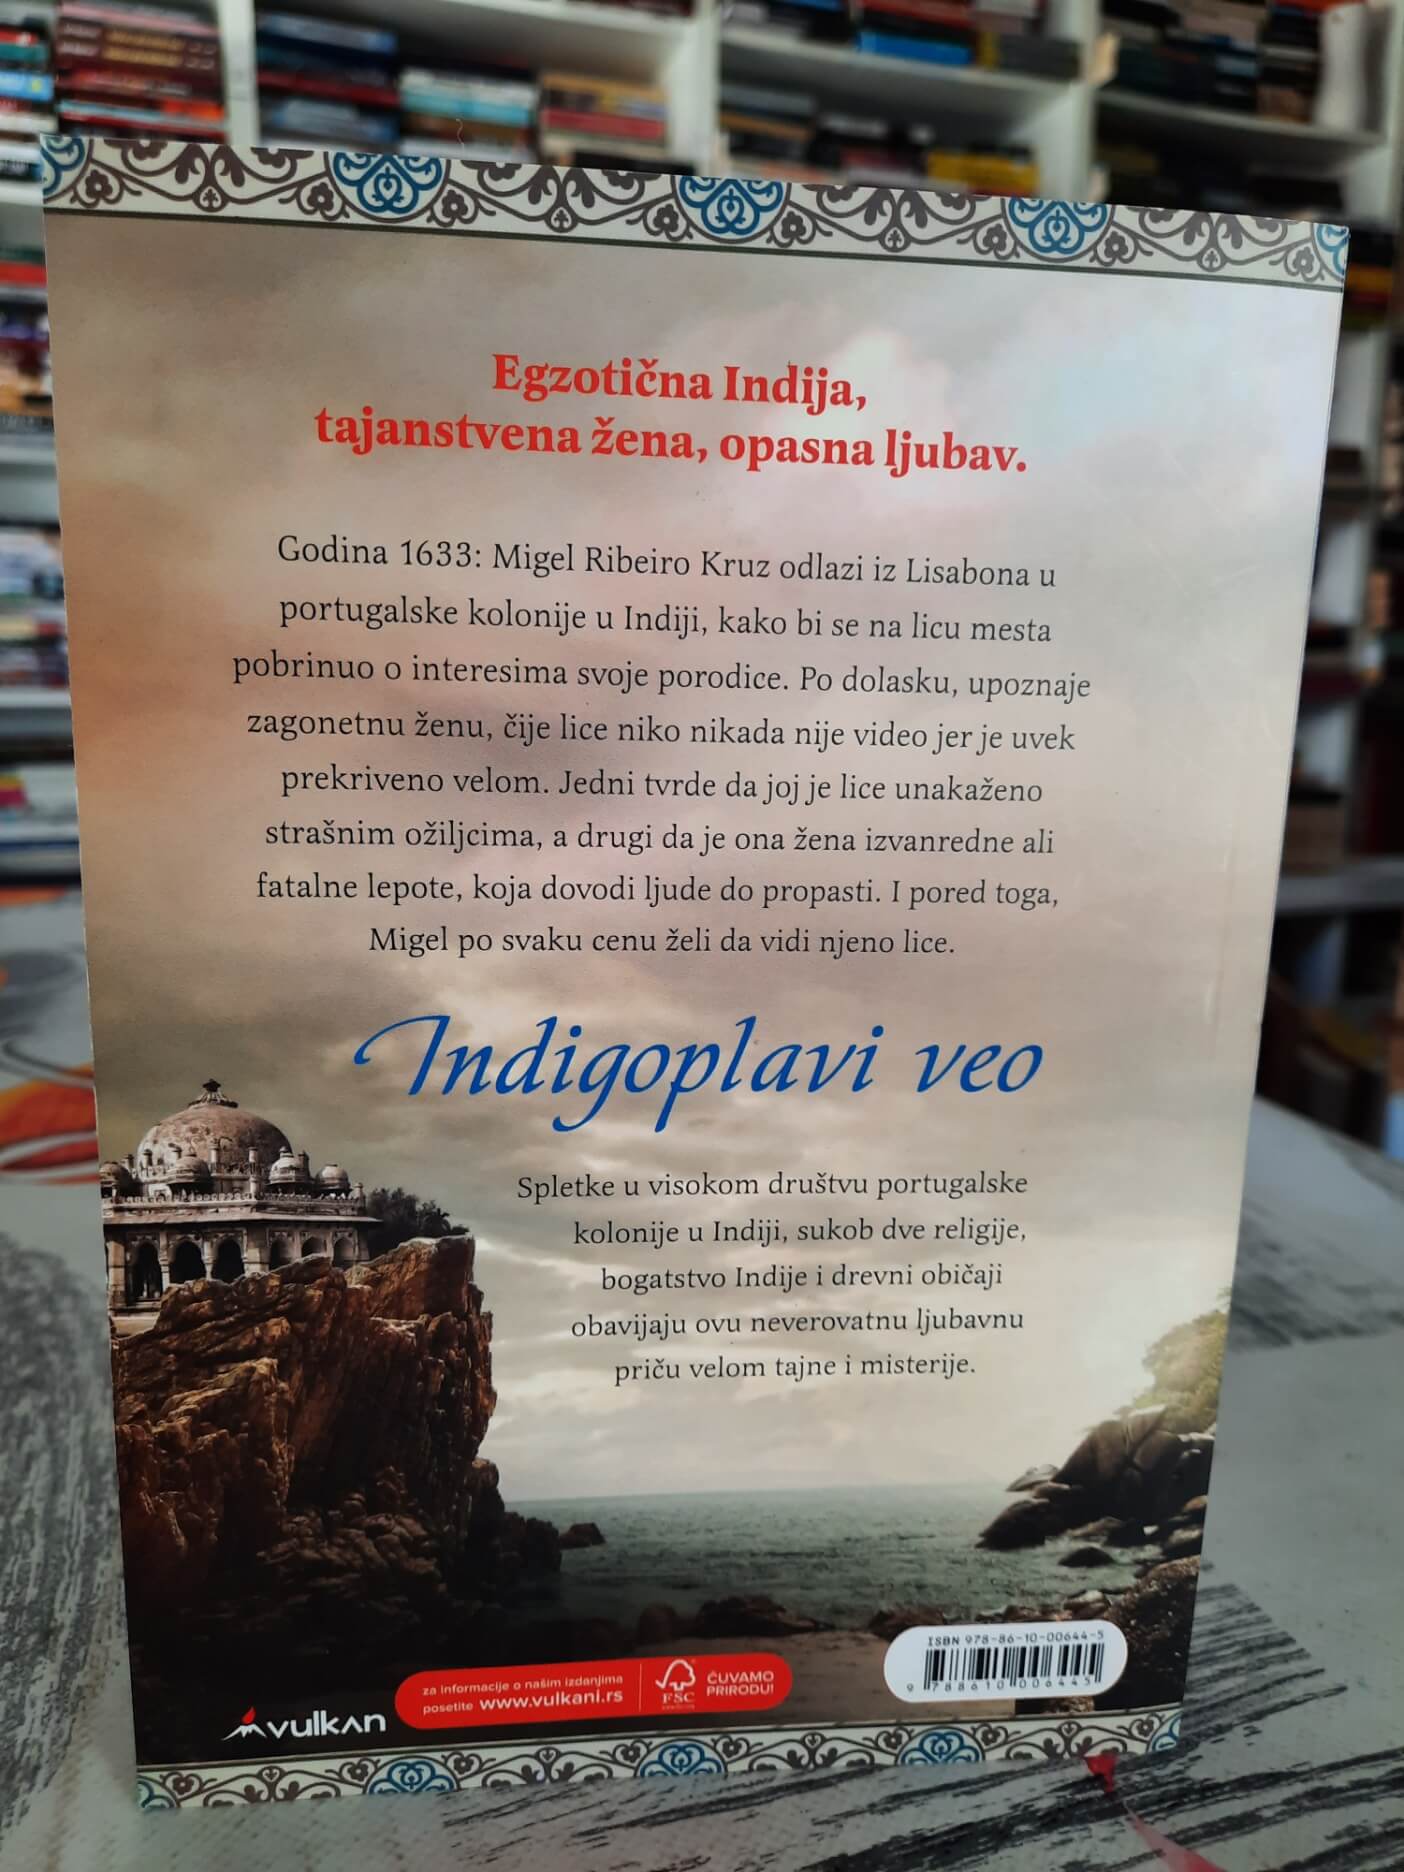 Egzotična Indija,
tajanstvena žena, opasna ljubav.
Godina 1633: Migel Ribeiro Kruz odlazi iz Lisabona u
portugalske kolonije u Indiji, kako bi se na licu mesta
pobrinuo o interesima svoje porodice. Po dolasku, upoznaje
zagonetnu ženu, čije lice niko nikada nije video jer je uvek
prekriveno velom. Jedni tvrde da joj je lice unakaženo
strašnim ožiljcima, a drugi da je ona žena izvanredne ali
fatalne lepote, koja dovodi ljude do propasti. I pored toga,
Migel po svaku cenu želi da vidi njeno lice.
Indigoplavi veo
Spletke u visokom društvu portugalske
kolonije u Indiji, sukob dve religije,
bogatstvo Indije i drevni običaji
obavijaju ovu neverovatnu ljubavnu
priču velom tajne i misterije.
ISBN 978-86-10-00644-5
9 788610 006445
za informacije o našim izdanjima
posetite www.vulkani.rs
FSC
ČUVAMO
PRIRODU!
vulkan